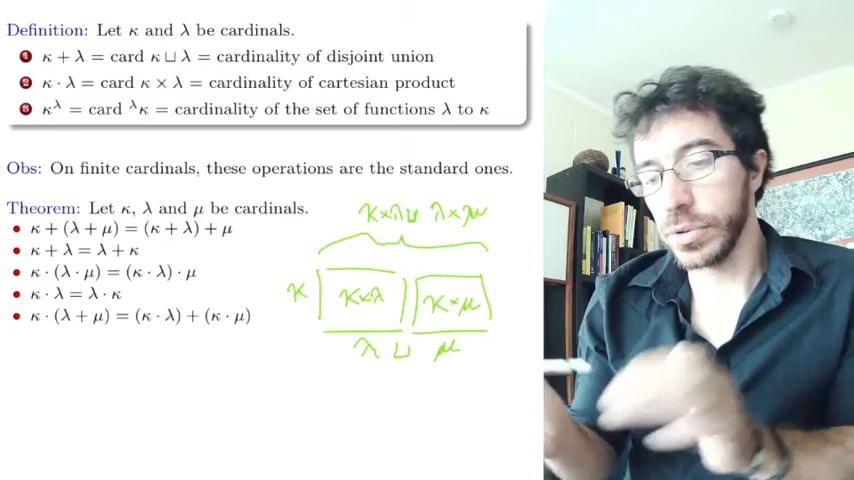 Definition: Let κ and λ be cardinals.
1 κ + λ = card κ ⊔ λ = cardinality of disjoint union
2 κ · λ = card κ × λ = cardinality of cartesian product
3 κ^λ = card ^λκ = cardinality of the set of functions λ to κ
Obs: On finite cardinals, these operations are the standard ones.
Theorem: Let κ, λ and μ be cardinals.
• κ + (λ + μ) = (κ + λ) + μ
• κ + λ = λ + κ
• κ · (λ · μ) = (κ · λ) · μ
• κ · λ = λ · κ
• κ · (λ + μ) = (κ · λ) + (κ · μ)
κ×λ ⊔ λ×μ
κ κ×λ κ×μ
λ ⊔ μ